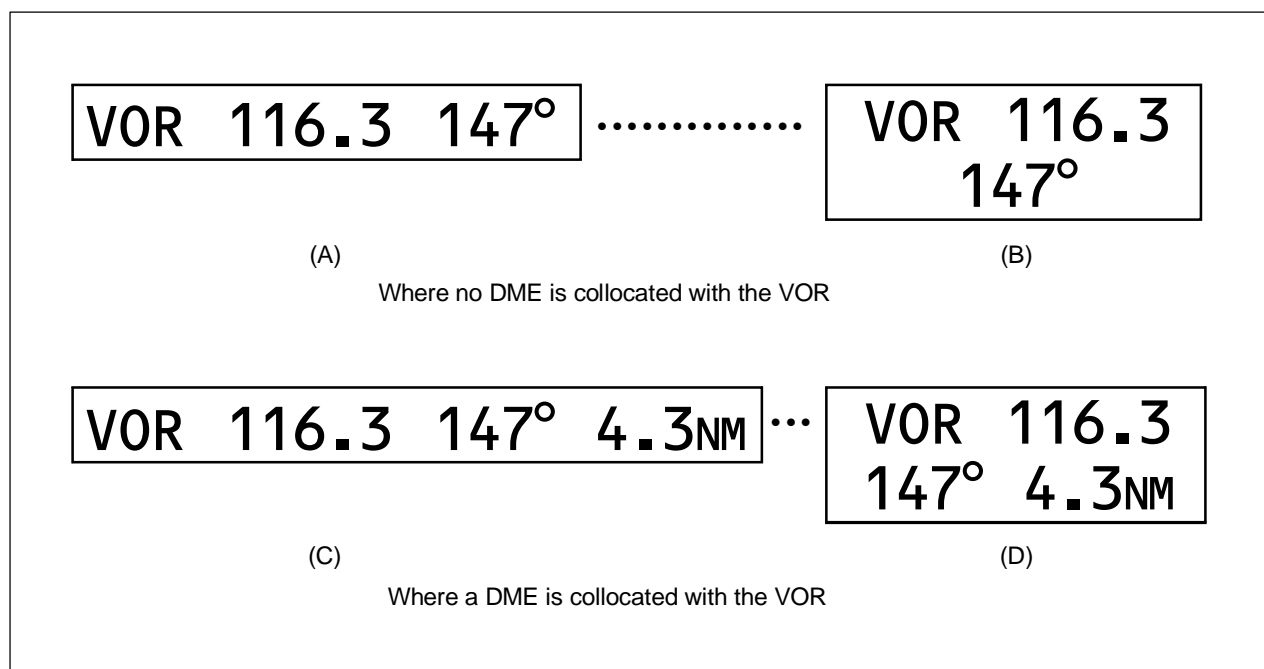 VOR 116.3 147°
VOR 116.3
147°
(A)
(B)
Where no DME is collocated with the VOR
VOR 116.3 147° 4.3NM
VOR 116.3
147° 4.3NM
(C)
(D)
Where a DME is collocated with the VOR